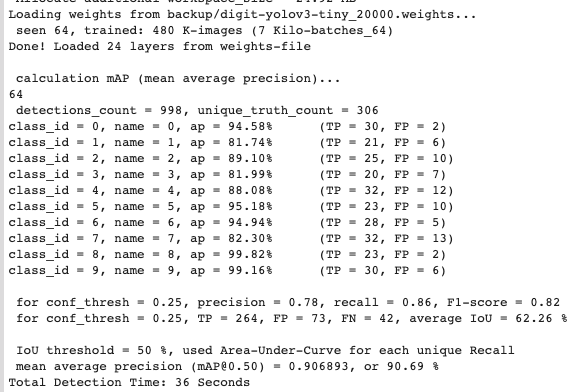 Loading weights from backup/digit-yolov3-tiny_20000.weights...
seen 64, trained: 480 K-images (7 Kilo-batches_64)
Done! Loaded 24 layers from weights-file
calculation mAP (mean average precision)...
64
detections_count = 998, unique_truth_count = 306
class_id = 0, name = 0, ap = 94.58% (TP = 30, FP = 2)
class_id = 1, name = 1, ap = 81.74% (TP = 21, FP = 6)
class_id = 2, name = 2, ap = 89.10% (TP = 25, FP = 10)
class_id = 3, name = 3, ap = 81.99% (TP = 20, FP = 7)
class_id = 4, name = 4, ap = 88.08% (TP = 32, FP = 12)
class_id = 5, name = 5, ap = 95.18% (TP = 23, FP = 10)
class_id = 6, name = 6, ap = 94.94% (TP = 28, FP = 5)
class_id = 7, name = 7, ap = 82.30% (TP = 32, FP = 13)
class_id = 8, name = 8, ap = 99.82% (TP = 23, FP = 2)
class_id = 9, name = 9, ap = 99.16% (TP = 30, FP = 6)
for conf_thresh = 0.25, precision = 0.78, recall = 0.86, F1-score = 0.82
for conf_thresh = 0.25, TP = 264, FP = 73, FN = 42, average IoU = 62.26 %
IoU threshold = 50 %, used Area-Under-Curve for each unique Recall
mean average precision (mAP@0.50) = 0.906893, or 90.69 %
Total Detection Time: 36 Seconds